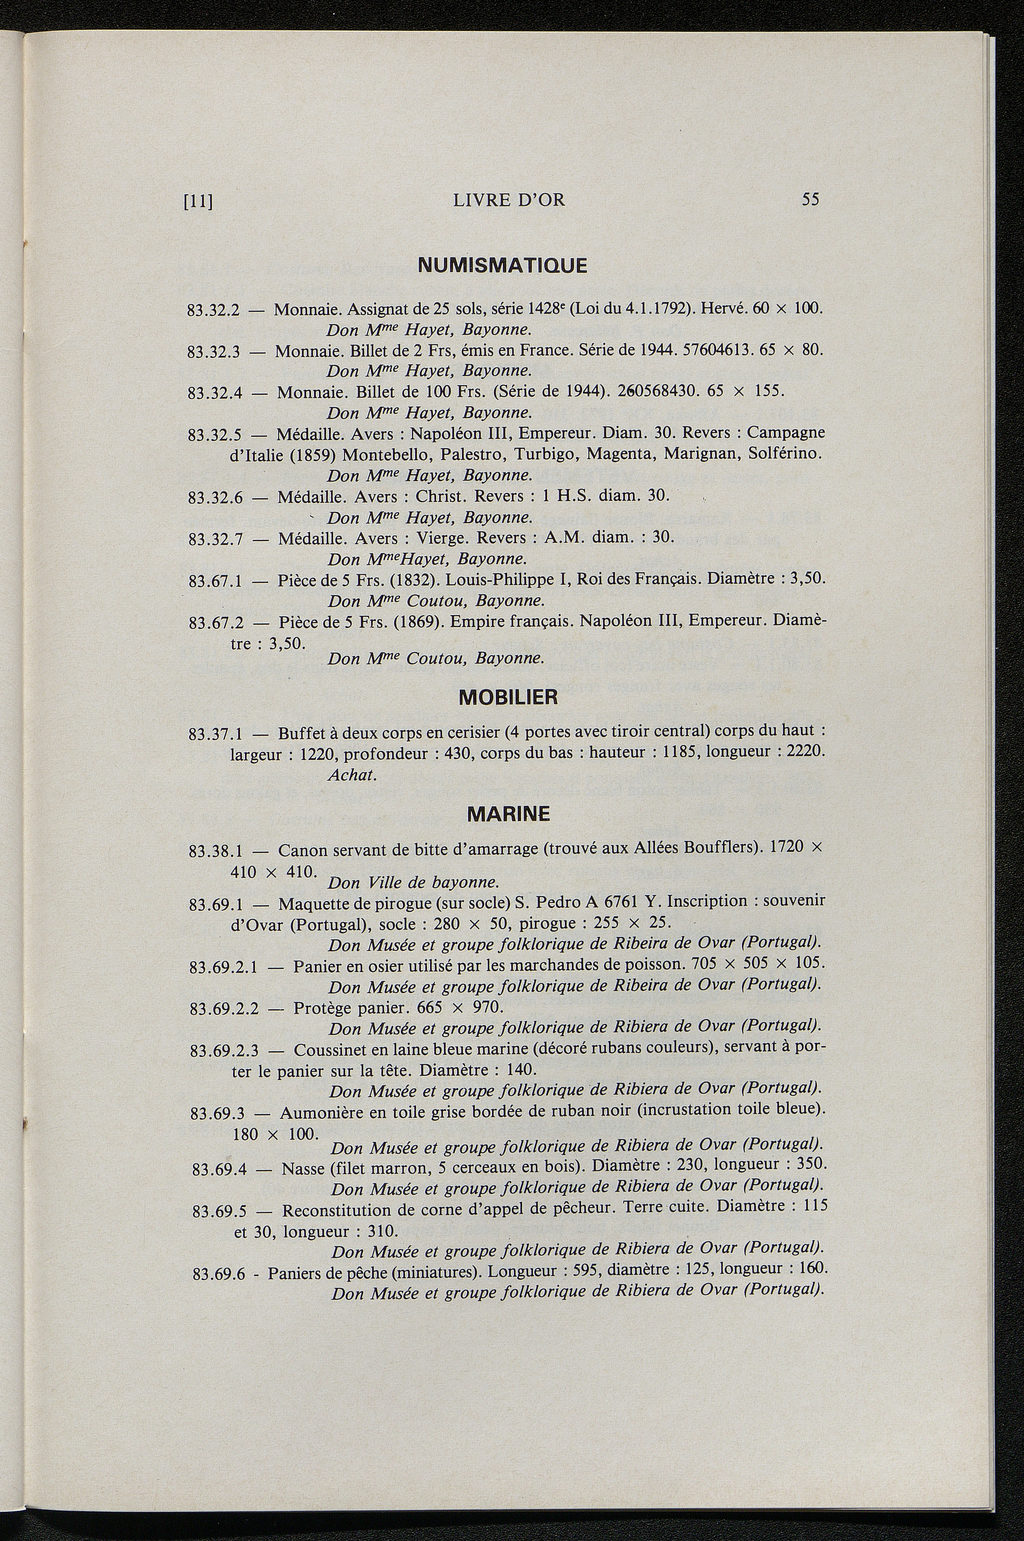 [11] LIVRE D'OR 55
NUMISMATIQUE
83.32.2 — Monnaie. Assignat de 25 sols, série 1428e (Loi du 4.1.1792). Hervé. 60 × 100.
Don Mme Hayet, Bayonne.
83.32.3 — Monnaie. Billet de 2 Frs, émis en France. Série de 1944. 57604613. 65 × 80.
Don Mme Hayet, Bayonne.
83.32.4 — Monnaie. Billet de 100 Frs. (Série de 1944). 260568430. 65 × 155.
Don Mme Hayet, Bayonne.
83.32.5 — Médaille. Avers : Napoléon III, Empereur. Diam. 30. Revers : Campagne
d'Italie (1859) Montebello, Palestro, Turbigo, Magenta, Marignan, Solférino.
Don Mme Hayet, Bayonne.
83.32.6 — Médaille. Avers : Christ. Revers : 1 H.S. diam. 30.
Don Mme Hayet, Bayonne.
83.32.7 — Médaille. Avers : Vierge. Revers : A.M. diam. : 30.
Don MmeHayet, Bayonne.
83.67.1 — Pièce de 5 Frs. (1832). Louis-Philippe I, Roi des Français. Diamètre : 3,50.
Don Mme Coutou, Bayonne.
83.67.2 — Pièce de 5 Frs. (1869). Empire français. Napoléon III, Empereur. Diamè-
tre : 3,50.
Don Mme Coutou, Bayonne.
MOBILIER
83.37.1 — Buffet à deux corps en cerisier (4 portes avec tiroir central) corps du haut :
largeur : 1220, profondeur : 430, corps du bas : hauteur : 1185, longueur : 2220.
Achat.
MARINE
83.38.1 — Canon servant de bitte d'amarrage (trouvé aux Allées Boufflers). 1720 ×
410 × 410.
Don Ville de bayonne.
83.69.1 — Maquette de pirogue (sur socle) S. Pedro A 6761 Y. Inscription : souvenir
d'Ovar (Portugal), socle : 280 × 50, pirogue : 255 × 25.
Don Musée et groupe folklorique de Ribeira de Ovar (Portugal).
83.69.2.1 — Panier en osier utilisé par les marchandes de poisson. 705 × 505 × 105.
Don Musée et groupe folklorique de Ribeira de Ovar (Portugal).
83.69.2.2 — Protège panier. 665 × 970.
Don Musée et groupe folklorique de Ribiera de Ovar (Portugal).
83.69.2.3 — Coussinet en laine bleue marine (décoré rubans couleurs), servant à por-
ter le panier sur la tête. Diamètre : 140.
Don Musée et groupe folklorique de Ribiera de Ovar (Portugal).
83.69.3 — Aumonière en toile grise bordée de ruban noir (incrustation toile bleue).
180 × 100.
Don Musée et groupe folklorique de Ribiera de Ovar (Portugal).
83.69.4 — Nasse (filet marron, 5 cerceaux en bois). Diamètre : 230, longueur : 350.
Don Musée et groupe folklorique de Ribiera de Ovar (Portugal).
83.69.5 — Reconstitution de corne d'appel de pêcheur. Terre cuite. Diamètre : 115
et 30, longueur : 310.
Don Musée et groupe folklorique de Ribiera de Ovar (Portugal).
83.69.6 - Paniers de pêche (miniatures). Longueur : 595, diamètre : 125, longueur : 160.
Don Musée et groupe folklorique de Ribiera de Ovar (Portugal).